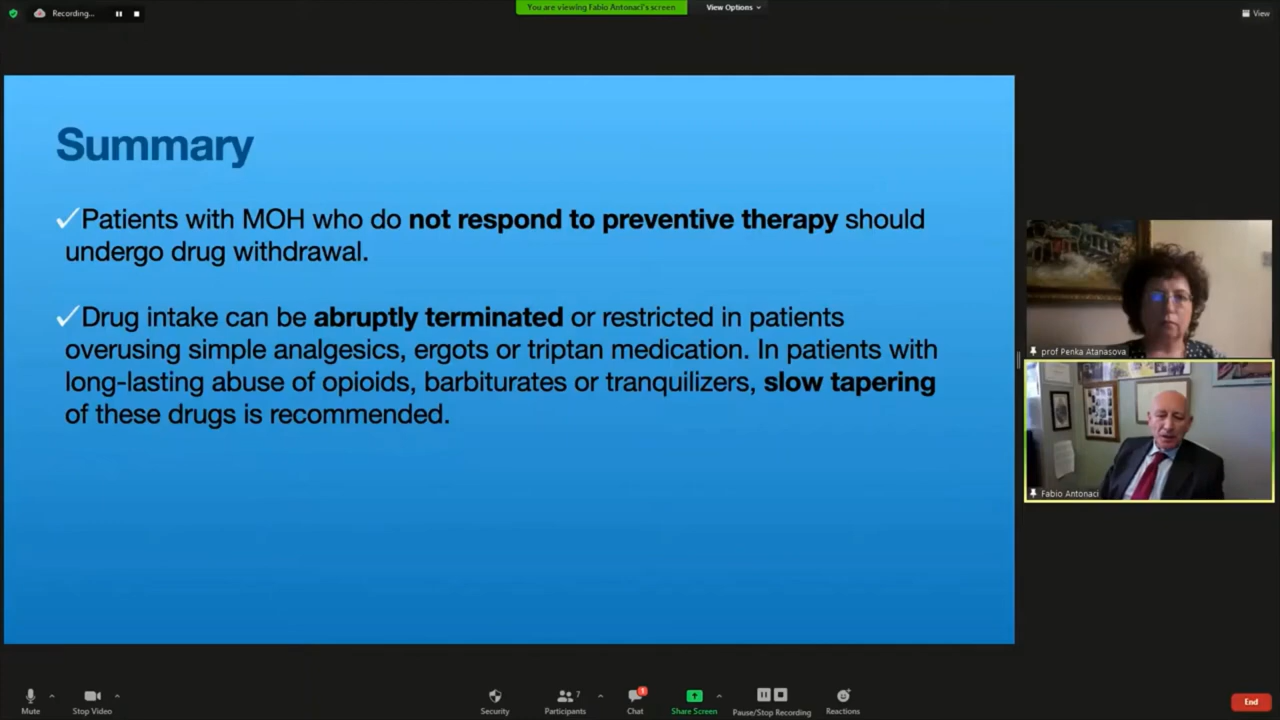 Recording...
You are viewing Fabio Antonaci's screen
View Options
View
Summary
✓Patients with MOH who do not respond to preventive therapy should
undergo drug withdrawal.
✓Drug intake can be abruptly terminated or restricted in patients
overusing simple analgesics, ergots or triptan medication. In patients with
long-lasting abuse of opioids, barbiturates or tranquilizers, slow tapering
of these drugs is recommended.
prof Penka Atanasova
Fabio Antonaci
Mute
Stop Video
Security
Participants
7
Chat
1
Share Screen
Pause/Stop Recording
Reactions
End